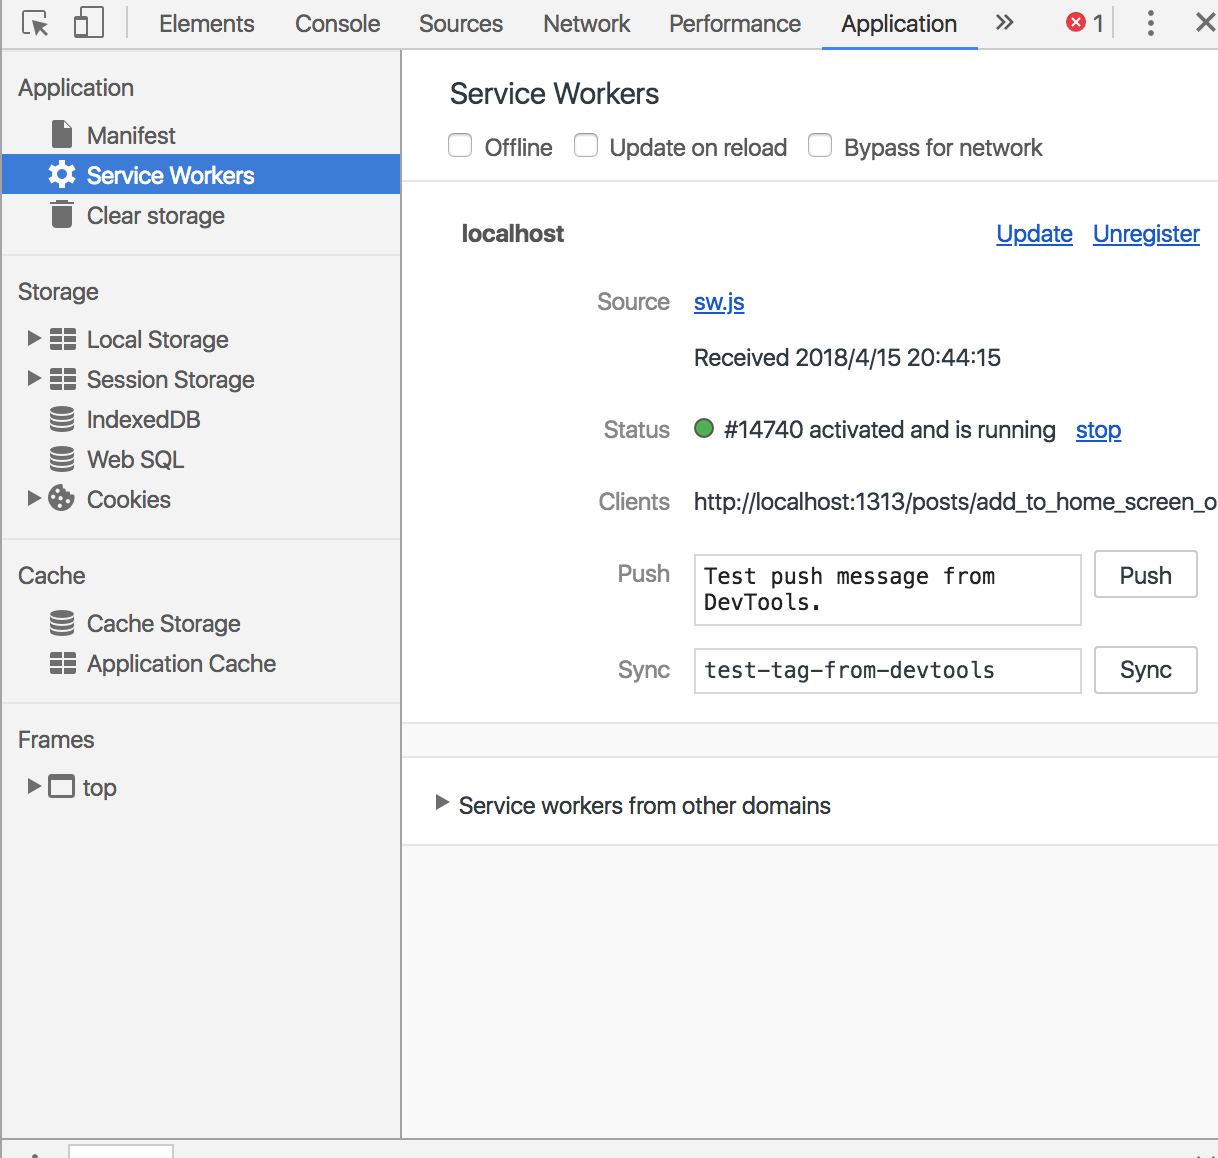 Elements Console Sources Network Performance Application 1
Application
Manifest
Service Workers
Clear storage
Storage
Local Storage
Session Storage
IndexedDB
Web SQL
Cookies
Cache
Cache Storage
Application Cache
Frames
top
Service Workers
Offline Update on reload Bypass for network
localhost Update Unregister
Source sw.js
Received 2018/4/15 20:44:15
Status #14740 activated and is running stop
Clients http://localhost:1313/posts/add_to_home_screen_o
Push Test push message from
DevTools.
Push
Sync test-tag-from-devtools Sync
Service workers from other domains